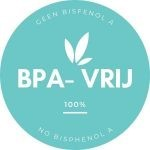 GEEN BISFENOL A
BPA- VRIJ
100%
NO BISPHENOL A